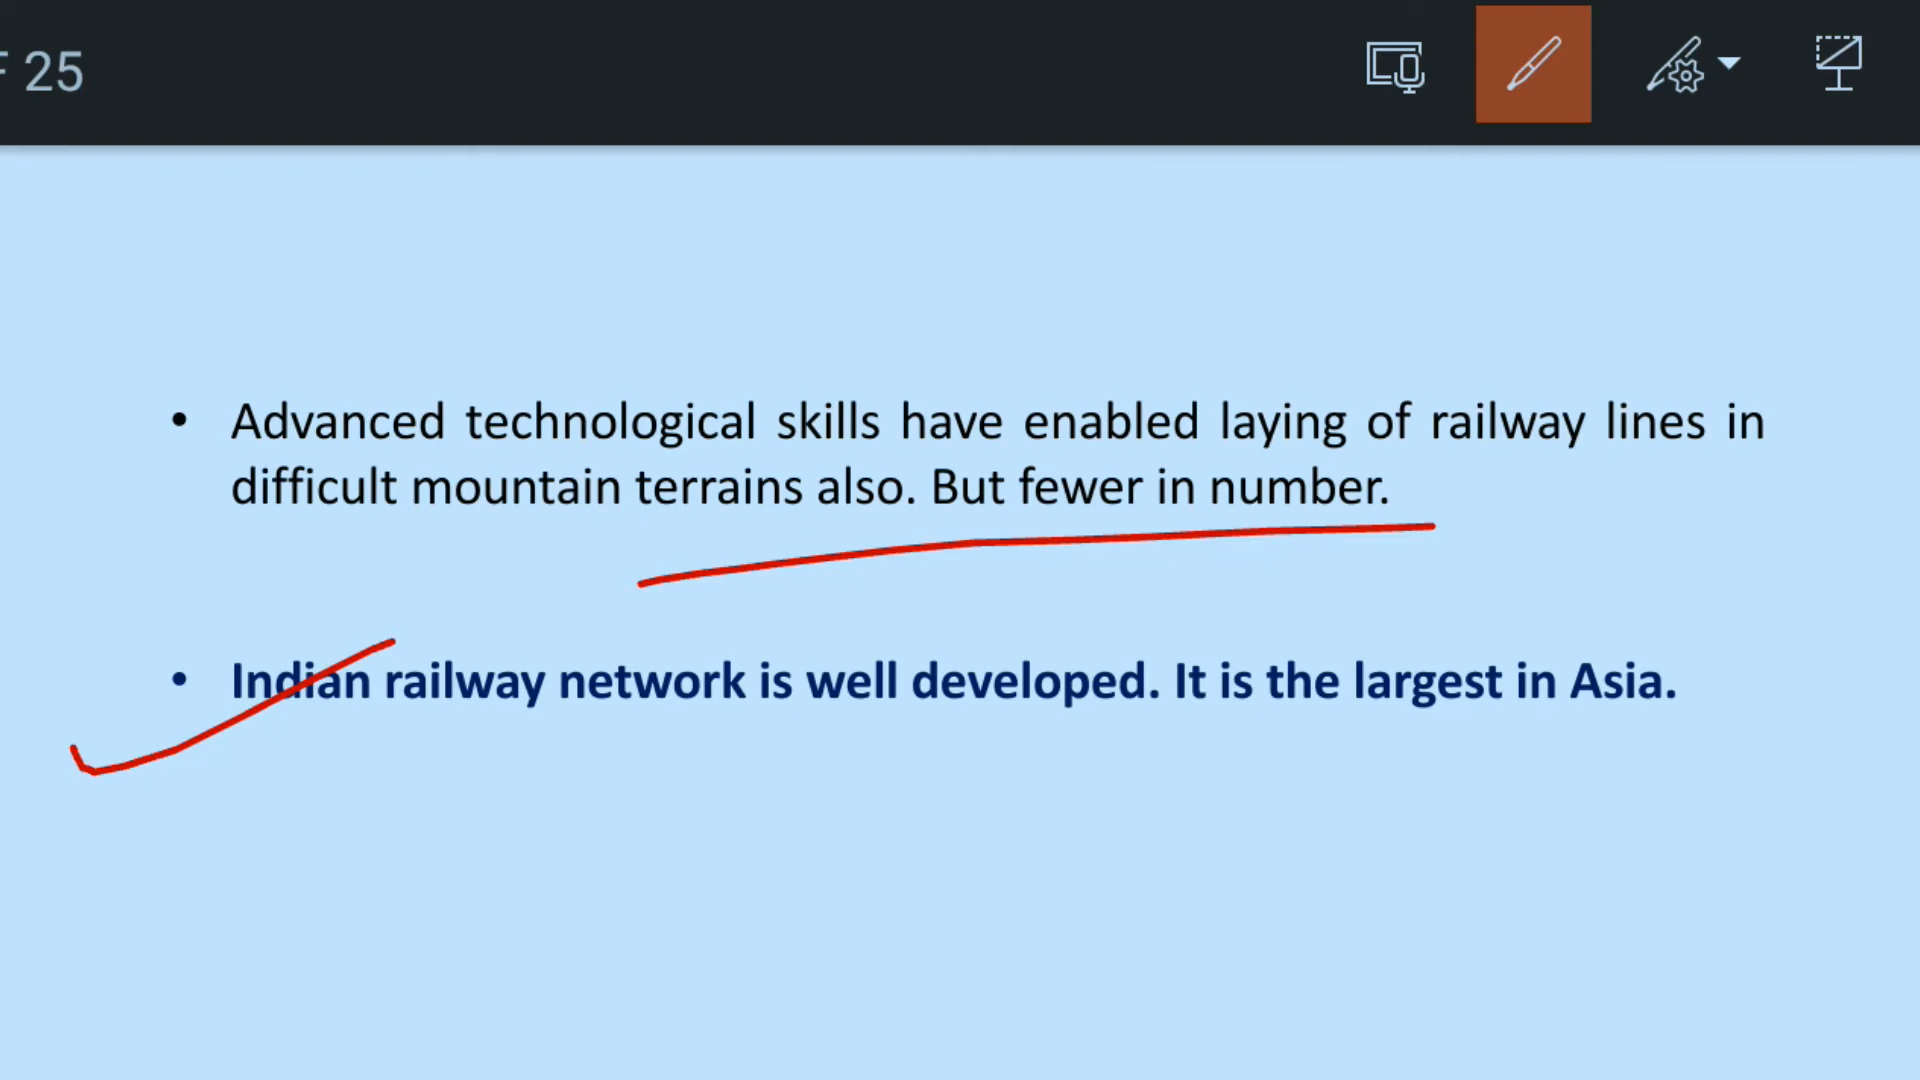 25
• Advanced technological skills have enabled laying of railway lines in
difficult mountain terrains also. But fewer in number.
• Indian railway network is well developed. It is the largest in Asia.